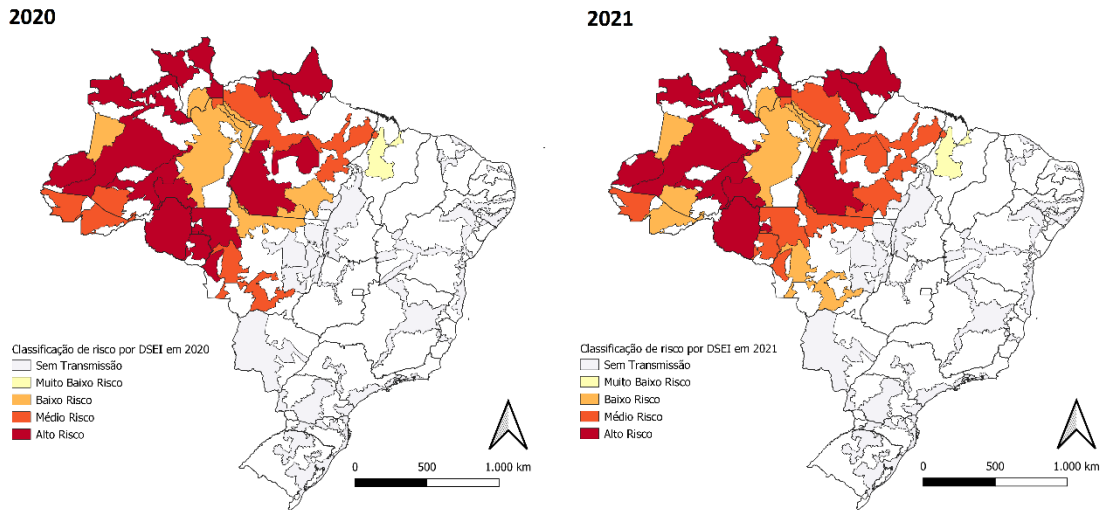 2020
Classificação de risco por DSEI em 2020
Sem Transmissão
Muito Baixo Risco
Baixo Risco
Médio Risco
Alto Risco
0 500 1.000 km
2021
Classificação de risco por DSEI em 2021
Sem Transmissão
Muito Baixo Risco
Baixo Risco
Médio Risco
Alto Risco
0 500 1.000 km